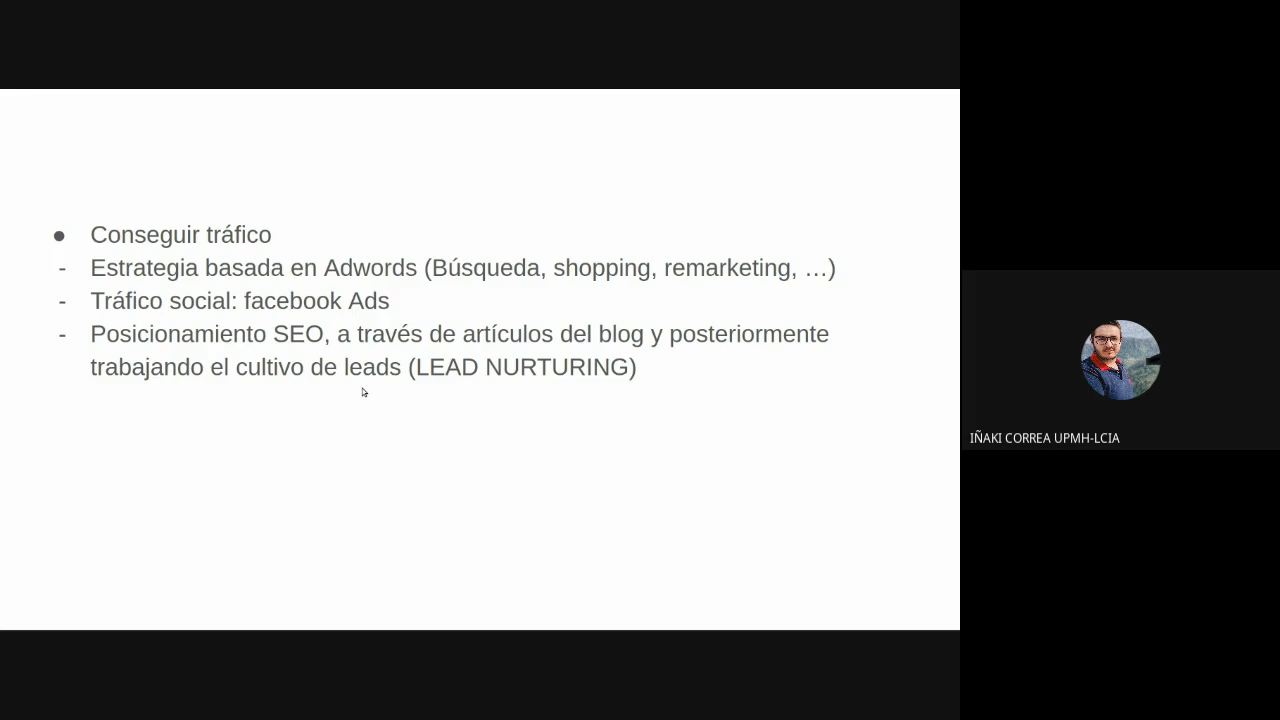 ● Conseguir tráfico
- Estrategia basada en Adwords (Búsqueda, shopping, remarketing, …)
- Tráfico social: facebook Ads
- Posicionamiento SEO, a través de artículos del blog y posteriormente
trabajando el cultivo de leads (LEAD NURTURING)
IÑAKI CORREA UPMH-LCIA